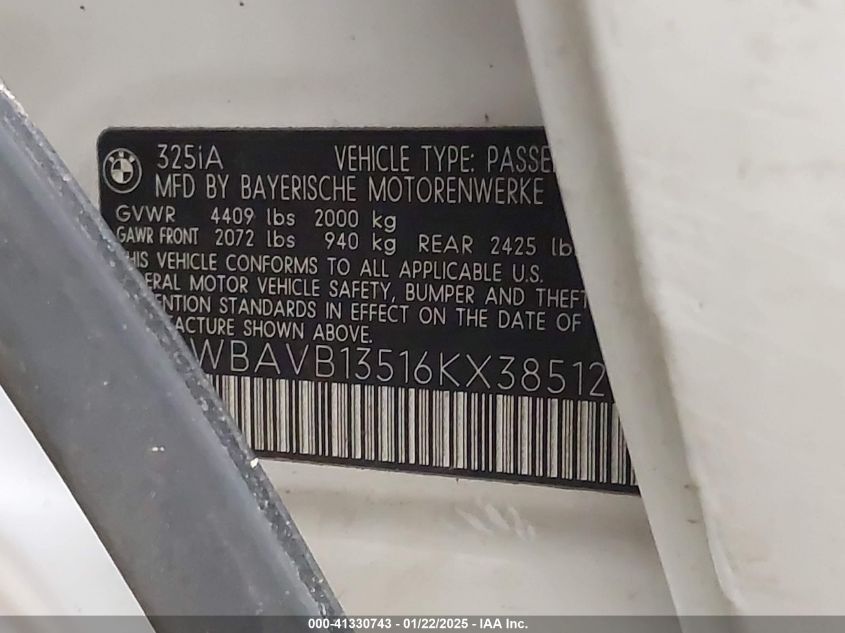 325iA VEHICLE TYPE: PASSE
MFD BY BAYERISCHE MOTORENWERKE
GVWR 4409 lbs 2000 kg
GAWR FRONT 2072 lbs 940 kg REAR 2425 lb
HIS VEHICLE CONFORMS TO ALL APPLICABLE U.S.
ERAL MOTOR VEHICLE SAFETY, BUMPER AND THEFT
ENTION STANDARDS IN EFFECT ON THE DATE OF
ACTURE SHOWN ABOVE.
WBAVB13516KX38512
000-41330743 - 01/22/2025 - IAA Inc.